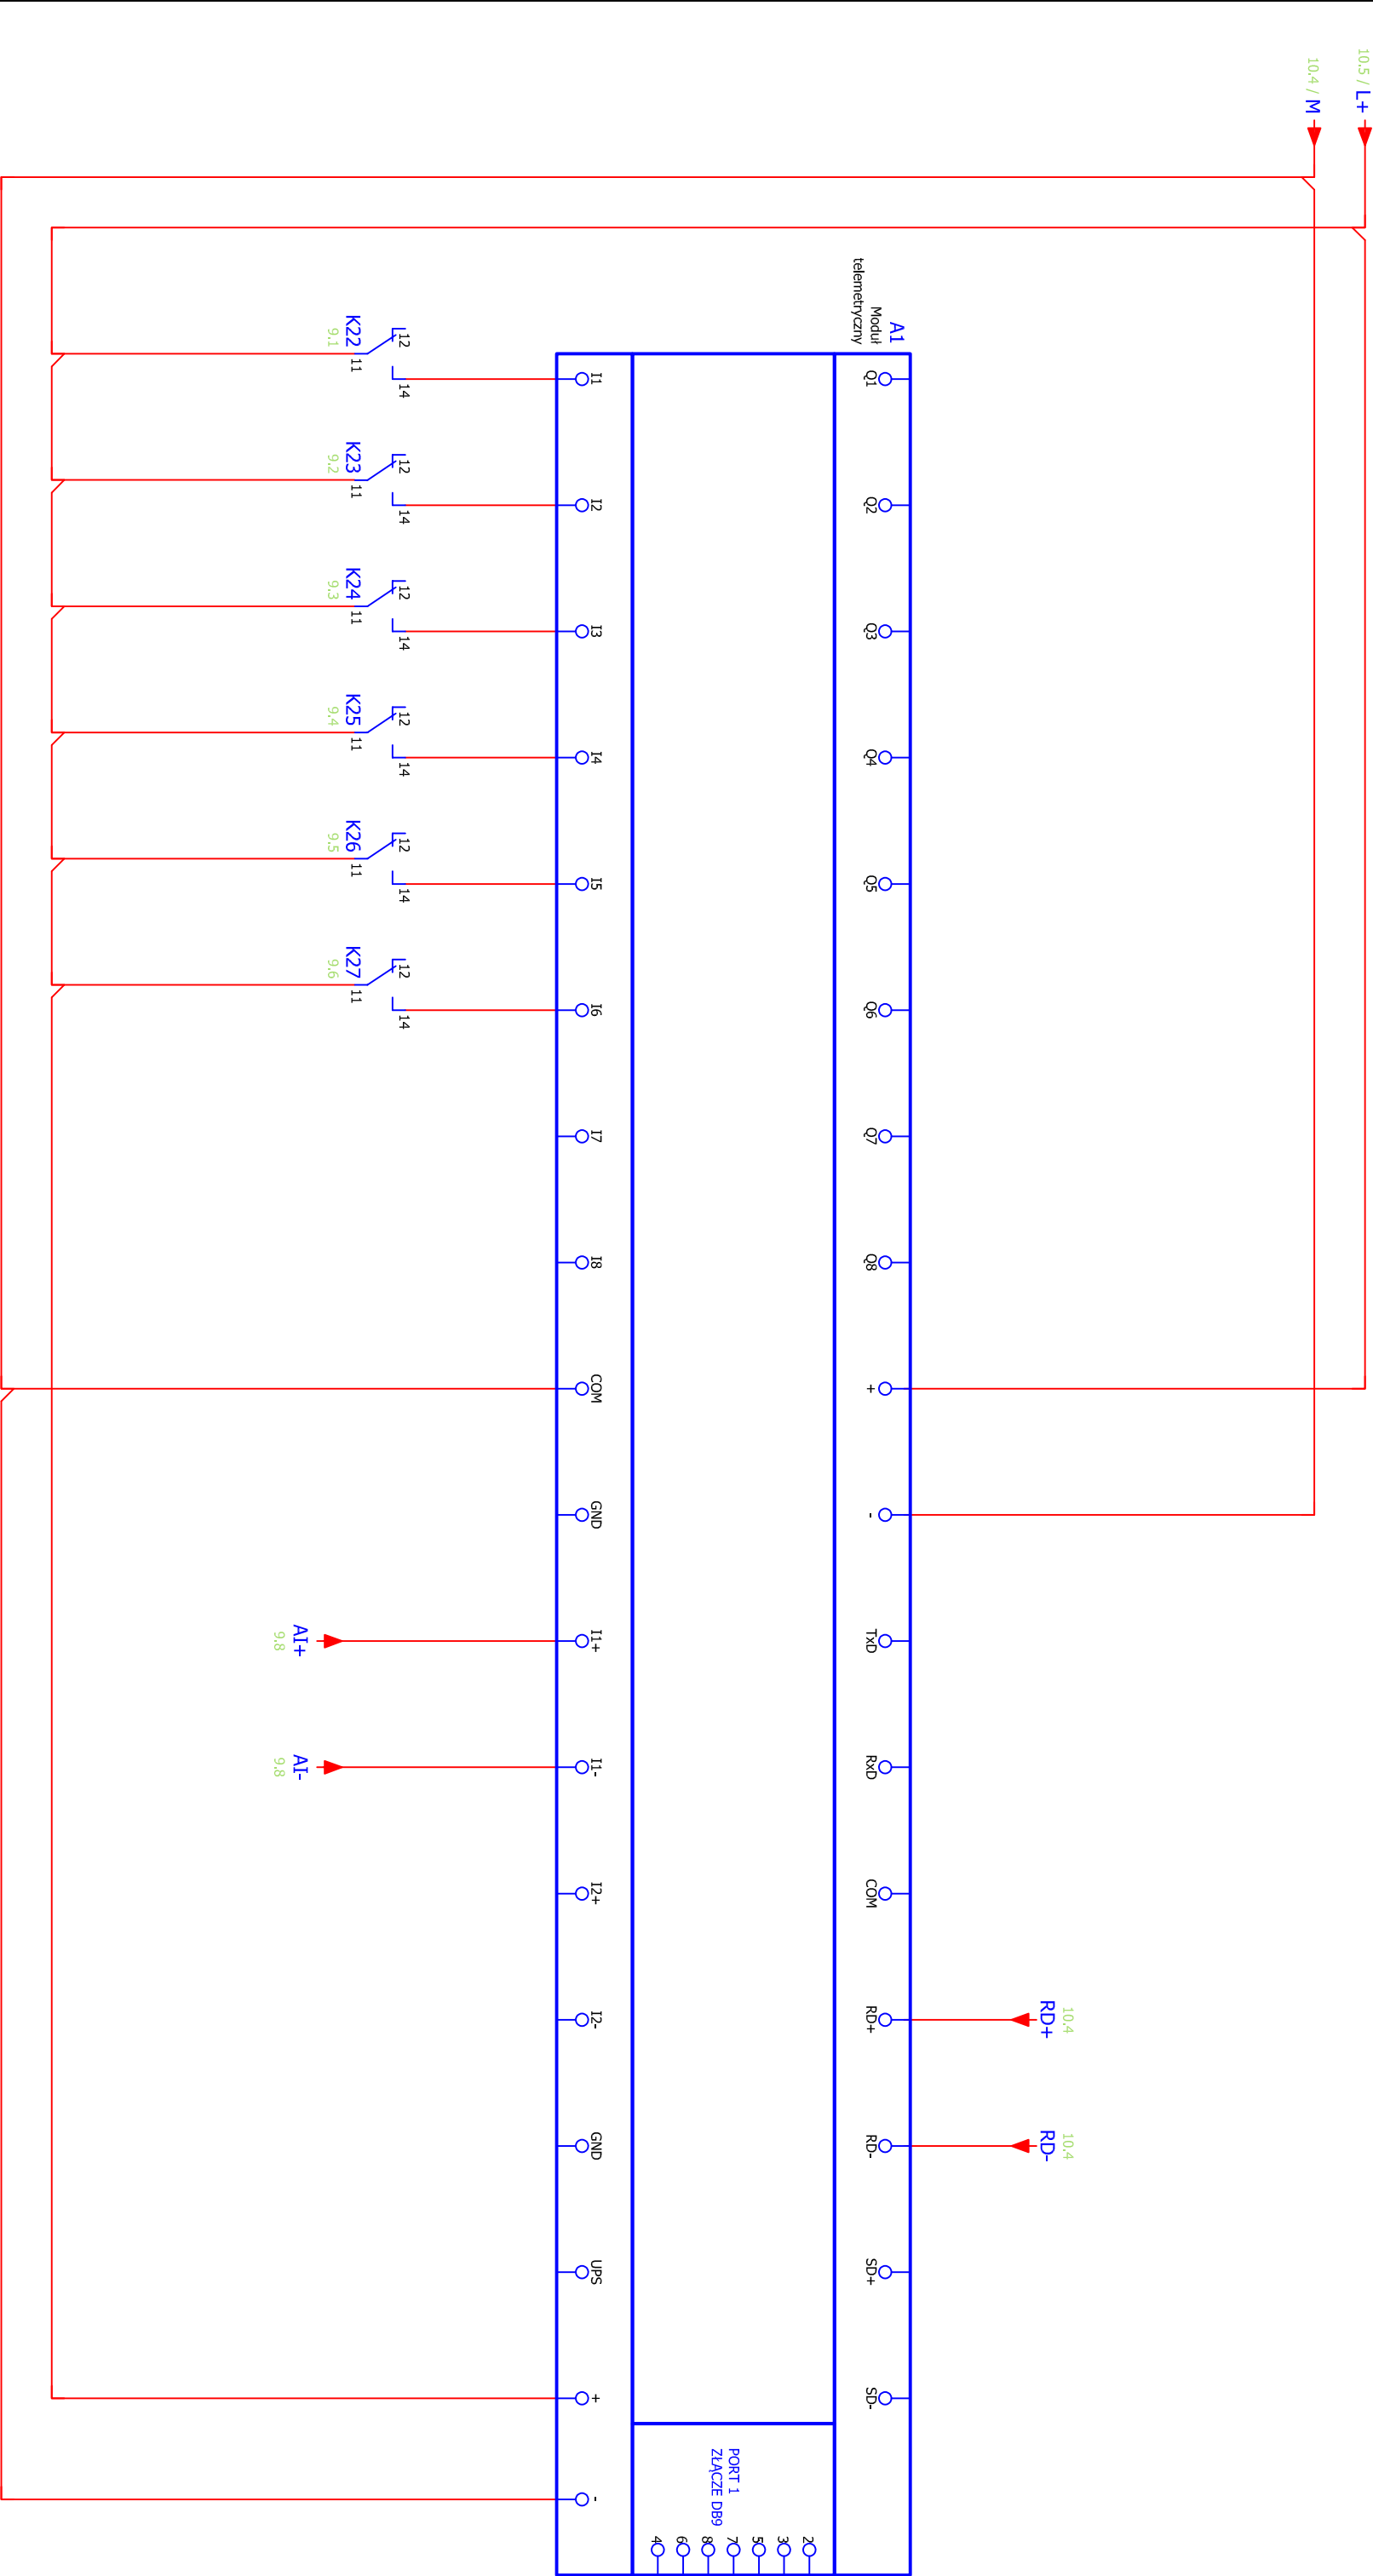 10.5 / L+
10.4 / M
A1
Moduł
telemetryczny
Q1
Q2
Q3
Q4
Q5
Q6
Q7
Q8
+
-
TxD
RxD
COM
RD+
RD-
SD+
SD-
10.4
RD+
10.4
RD-
PORT 1
ZŁĄCZE DB9
2
3
5
7
8
6
4
I1
I2
I3
I4
I5
I6
I7
I8
COM
GND
I1+
I1-
I2+
I2-
GND
UPS
+
-
12
14
11
K22
9.1
12
14
11
K23
9.2
12
14
11
K24
9.3
12
14
11
K25
9.4
12
14
11
K26
9.5
12
14
11
K27
9.6
AI+
9.8
AI-
9.8